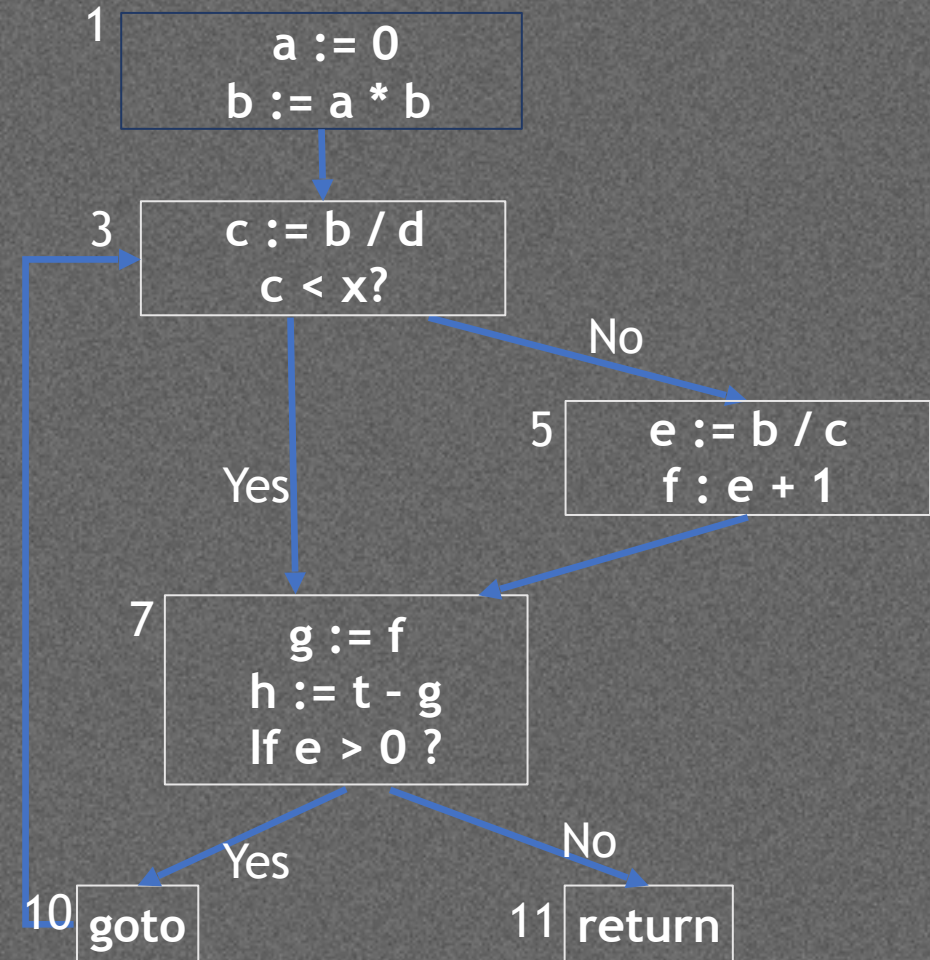 1
a := 0
b := a * b
3
c := b / d
c < x?
No
5
e := b / c
f : e + 1
Yes
7
g := f
h := t - g
If e > 0 ?
Yes
No
10
goto
11
return